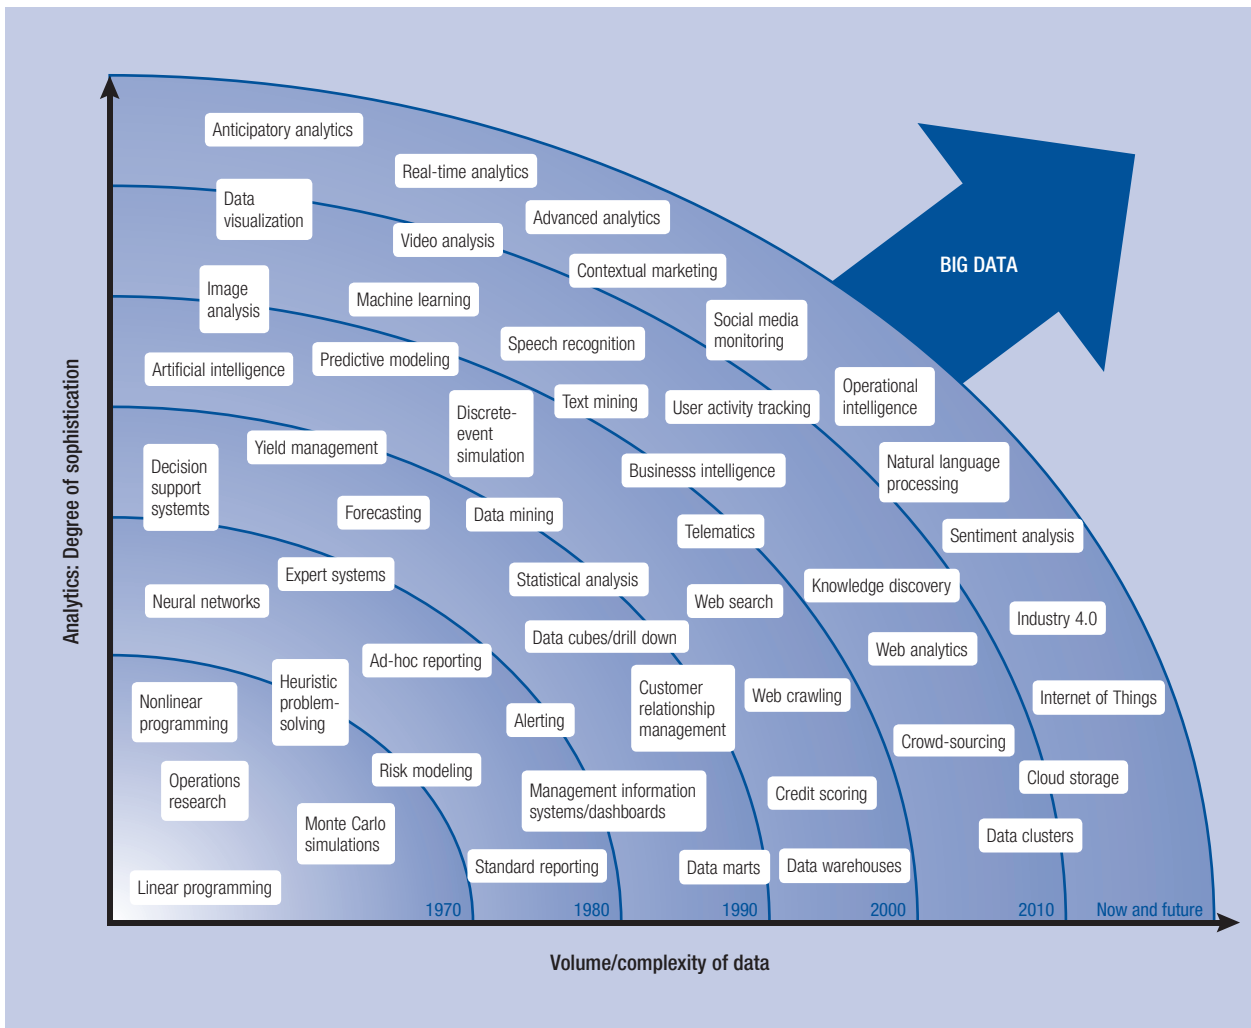 Anticipatory analytics
Real-time analytics
Data
visualization
Advanced analytics
Video analysis
Contextual marketing
BIG DATA
Image
analysis
Machine learning
Social media
monitoring
Speech recognition
Predictive modeling
Artificial intelligence
Operational
intelligence
Discrete-
event
simulation
Text mining
User activity tracking
Yield management
Decision
support
systemts
Businesss intelligence
Natural language
processing
Forecasting
Data mining
Telematics
Sentiment analysis
Expert systems
Statistical analysis
Knowledge discovery
Neural networks
Web search
Industry 4.0
Data cubes/drill down
Web analytics
Ad-hoc reporting
Heuristic
problem-
solving
Nonlinear
programming
Customer
relationship
management
Web crawling
Internet of Things
Alerting
Crowd-sourcing
Risk modeling
Cloud storage
Operations
research
Management information
systems/dashboards
Credit scoring
Monte Carlo
simulations
Data clusters
Standard reporting
Data marts
Data warehouses
Linear programming
1970
1980
1990
2000
2010
Now and future
Analytics: Degree of sophistication
Volume/complexity of data